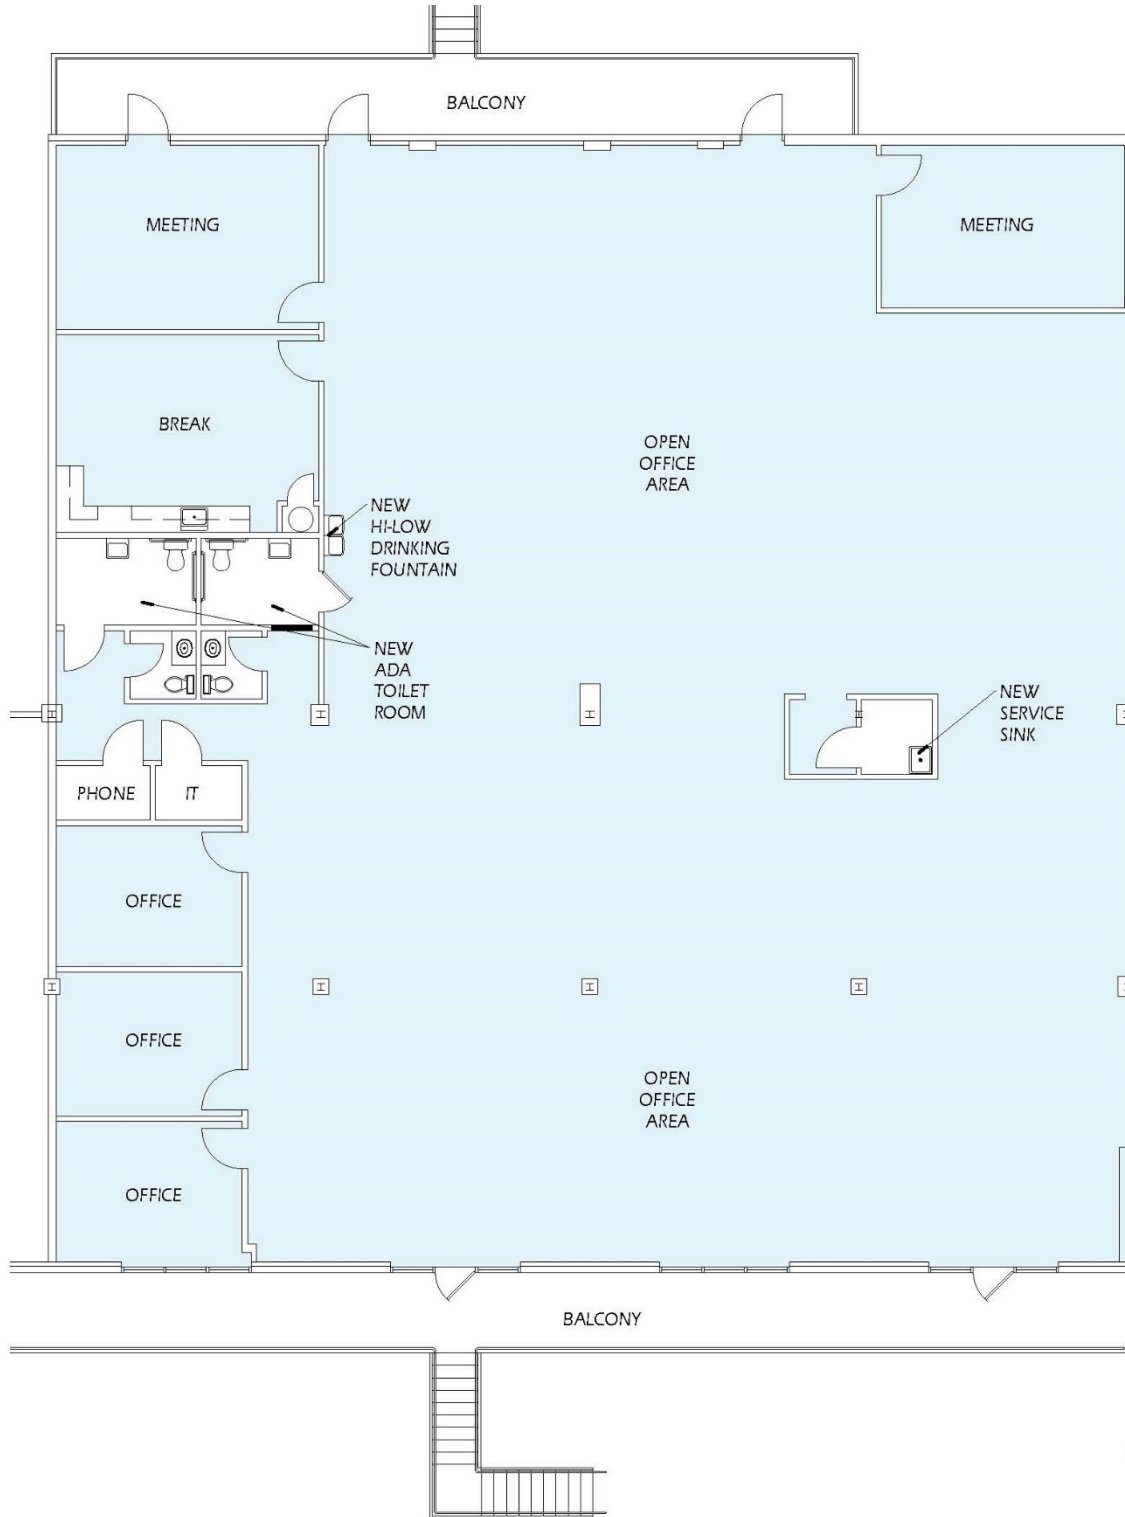 BALCONY
MEETING
MEETING
BREAK
OPEN
OFFICE
AREA
NEW
HI-LOW
DRINKING
FOUNTAIN
NEW
ADA
TOILET
ROOM
NEW
SERVICE
SINK
PHONE
IT
OFFICE
OFFICE
OPEN
OFFICE
AREA
OFFICE
BALCONY